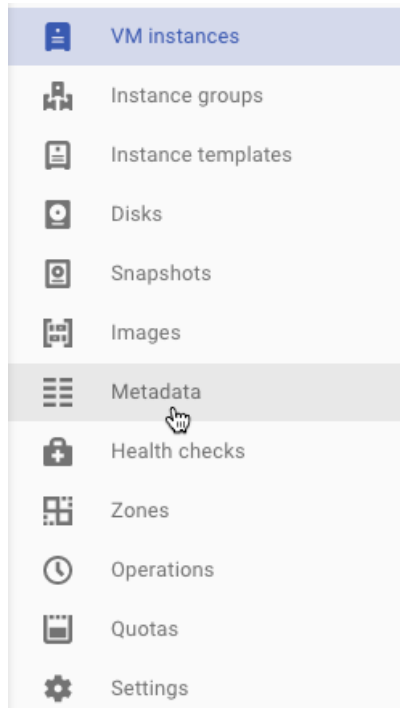 VM instances
Instance groups
Instance templates
Disks
Snapshots
Images
Metadata
Health checks
Zones
Operations
Quotas
Settings